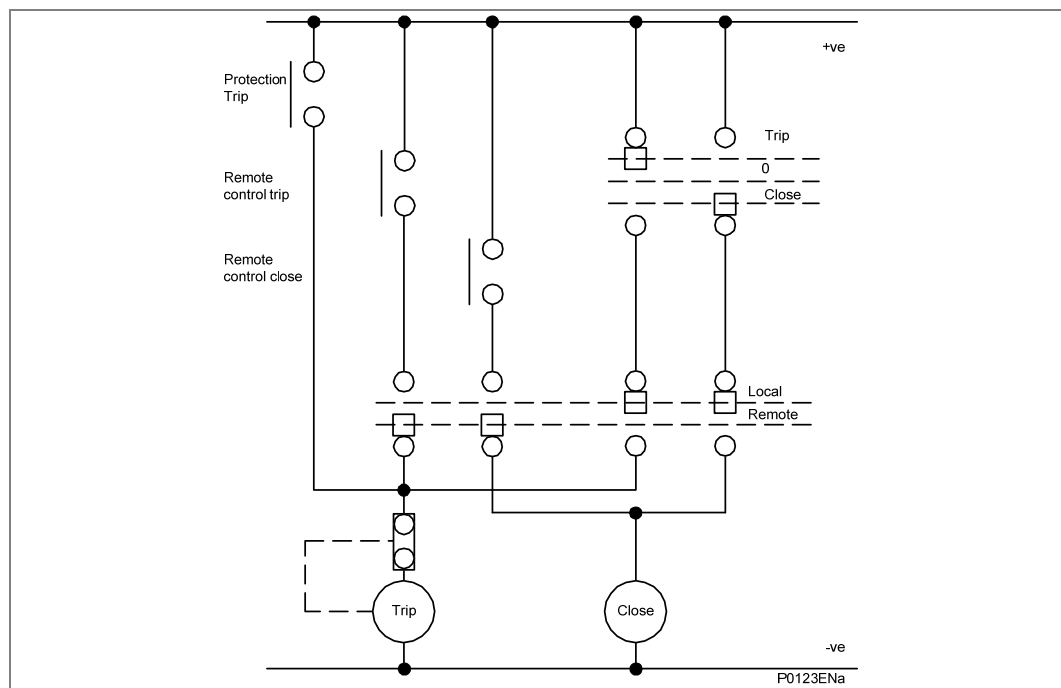 +ve
Protection
Trip
Trip
0
Remote
control trip
Close
Remote
control close
Local
Remote
Trip
Close
-ve
P0123ENa